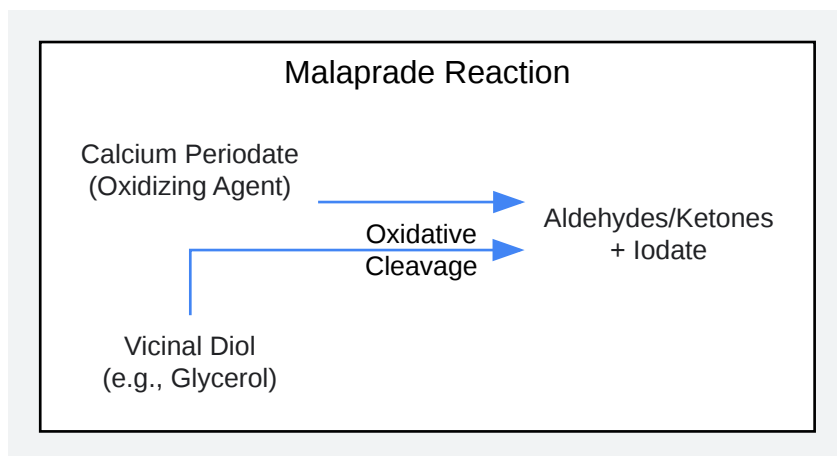 Malaprade Reaction
Calcium Periodate
(Oxidizing Agent)
Aldehydes/Ketones
+ Iodate
Oxidative
Cleavage
Vicinal Diol
(e.g., Glycerol)